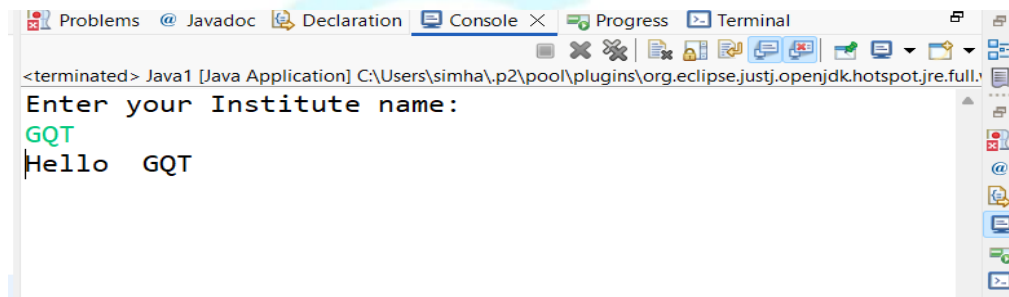 Problems @ Javadoc Declaration Console Progress Terminal
<terminated> Java1 [Java Application] C:\Users\simha\.p2\pool\plugins\org.eclipse.justj.openjdk.hotspot.jre.full.
Enter your Institute name:
GQT
Hello  GQT